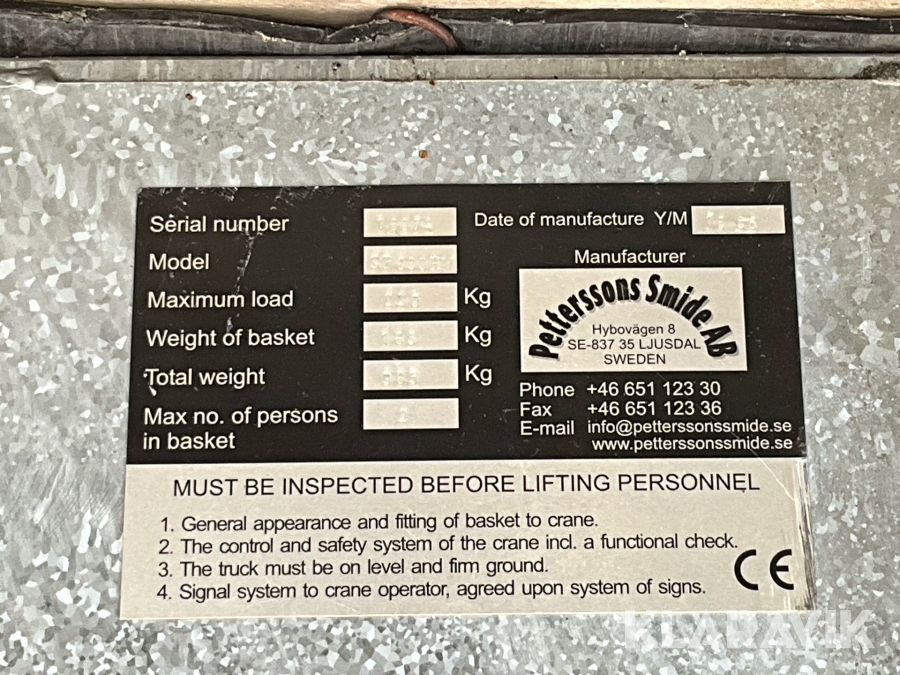 Serial number
Date of manufacture Y/M
Model
Manufacturer
Maximum load Kg
Petterssons Smide AB
Hybovägen 8
SE-837 35 LJUSDAL
SWEDEN
Weight of basket Kg
Total weight Kg
Phone +46 651 123 30
Fax +46 651 123 36
E-mail info@petterssonssmide.se
www.petterssonssmide.se
Max no. of persons
in basket 2
MUST BE INSPECTED BEFORE LIFTING PERSONNEL
1. General appearance and fitting of basket to crane.
2. The control and safety system of the crane incl. a functional check.
3. The truck must be on level and firm ground.
4. Signal system to crane operator, agreed upon system of signs.
CE
KLARAVIK